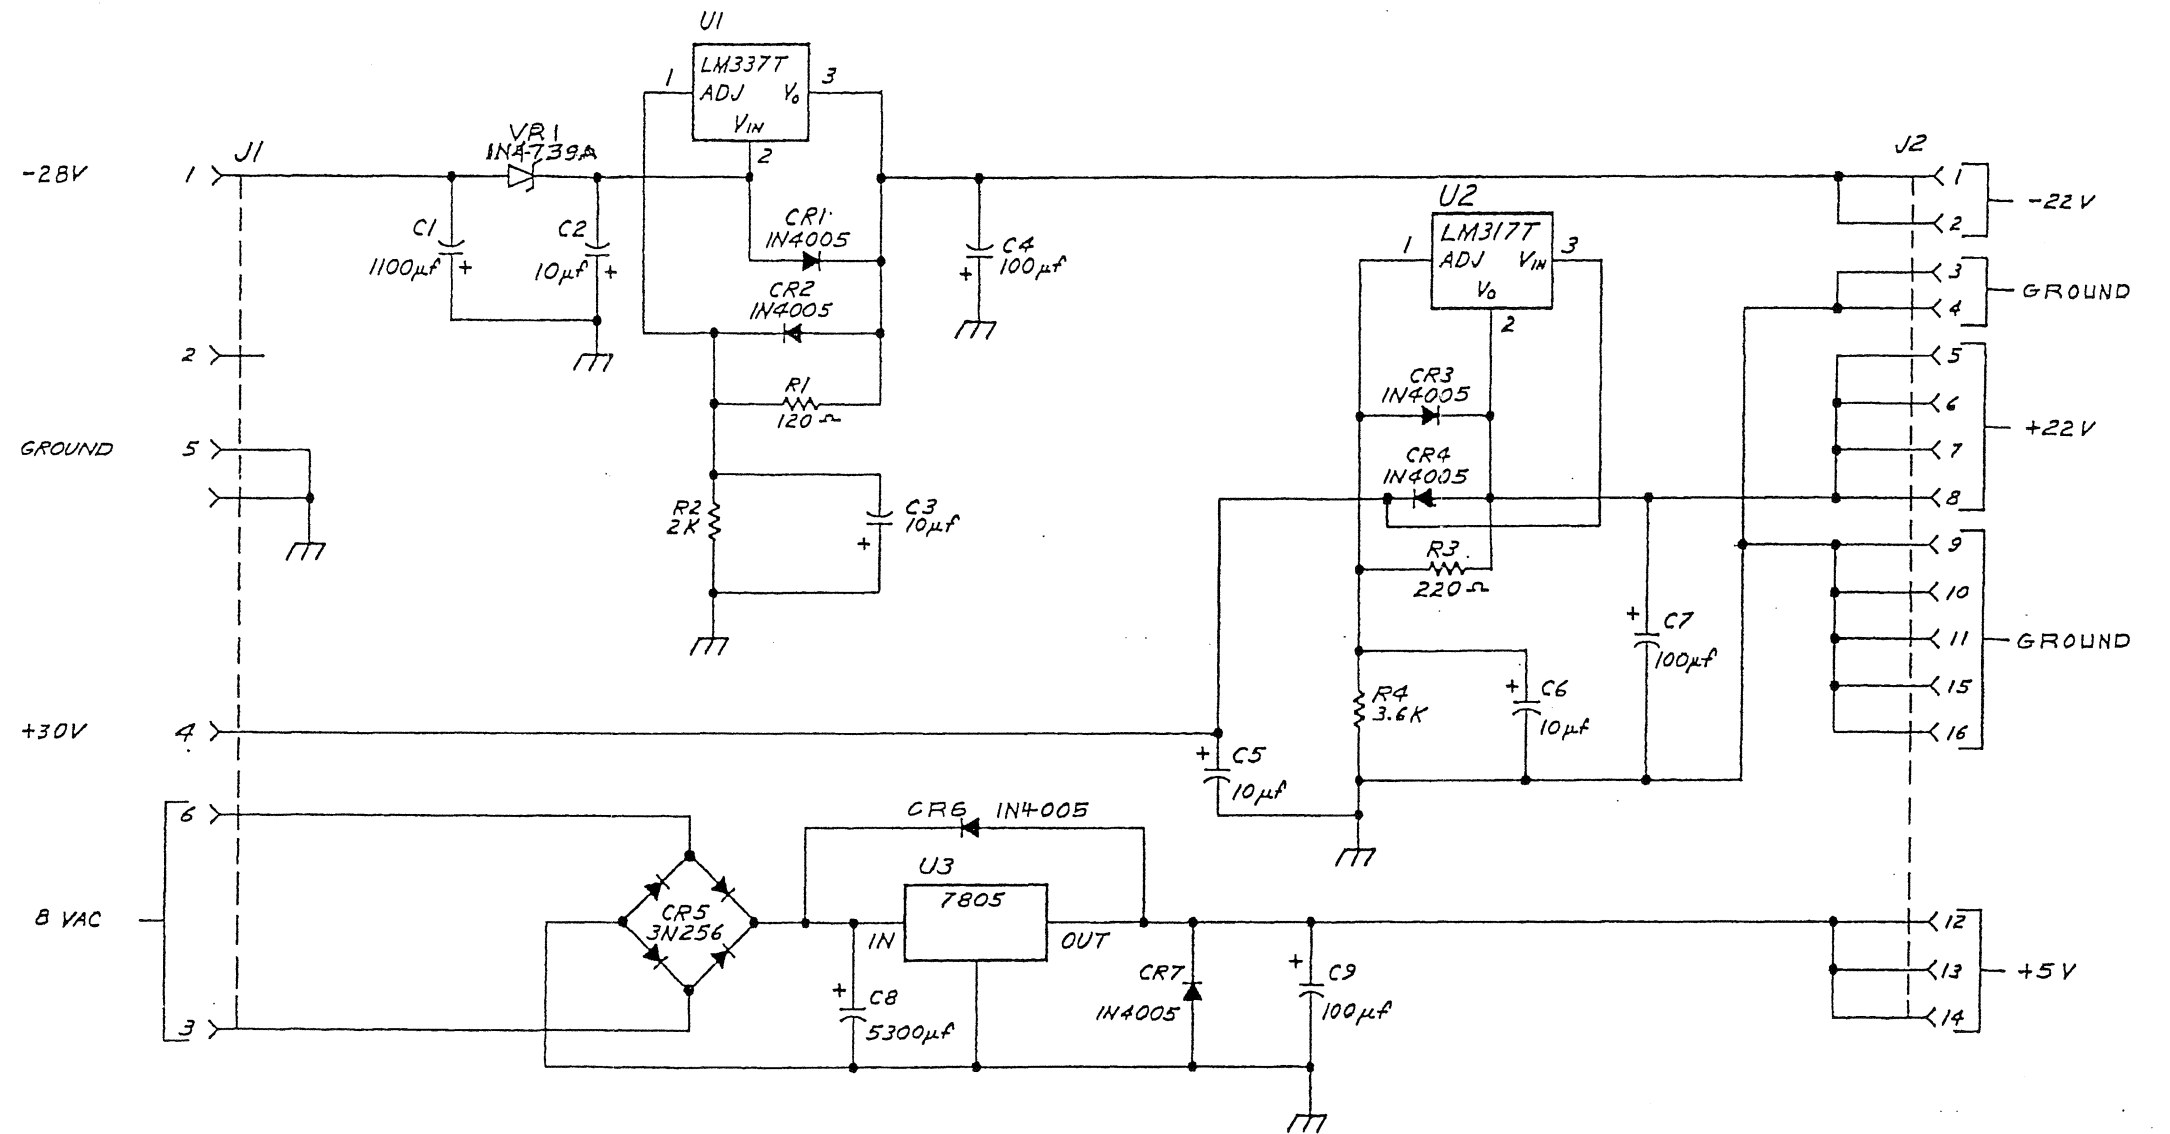 U1
LM337T
1 ADJ Vo 3
VIN
2
VR1
1N4739A
-28V 1 J1
C1
1100µf +
C2
10µf +
CR1
1N4005
CR2
1N4005
R1
120 Ω
R2
2K
C3
10µf
+
C4
100µf
+
2
GROUND 5
+30V 4
8 VAC
6
3
U2
LM317T
1 ADJ VIN 3
Vo
2
CR3
1N4005
CR4
1N4005
R3
220 Ω
R4
3.6K
+ C5
10µf
+ C6
10µf
+ C7
100µf
CR5
3N256
CR6 1N4005
U3
7805
IN OUT
+ C8
5300µf
CR7
1N4005
+ C9
100µf
J2
1
2
-22V
3
4
GROUND
5
6
7
8
+22V
9
10
11
15
16
GROUND
12
13
14
+5V